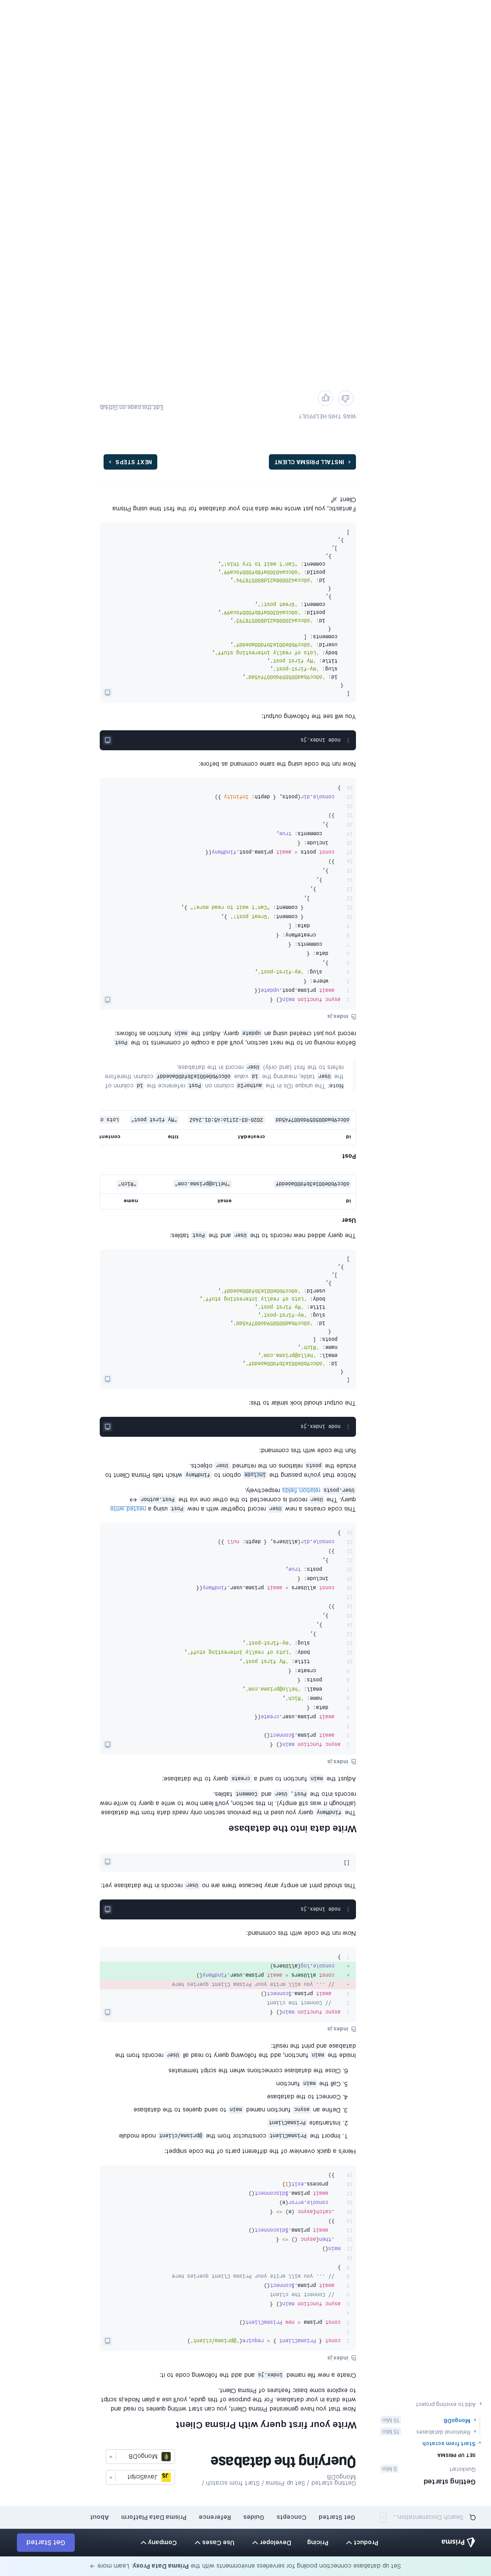 Set up database connection pooling for serverless environments with the Prisma Data Proxy. Learn more →
Prisma
Product
Pricing
Developer
Use Cases
Company
Get Started
Search Documentation...
Get Started
Concepts
Guides
Reference
Prisma Data Platform
About
Getting started
Quickstart
5 Min
SET UP PRISMA
Start from scratch
Relational databases
15 Min
MongoDB
15 Min
Add to existing project
Getting started / Set up Prisma / Start from scratch /
MongoDB
Querying the database
JavaScript
MongoDB
Write your first query with Prisma Client
Now that you have generated Prisma Client, you can start writing queries to read and
write data in your database. For the purpose of this guide, you'll use a plain Node.js script
to explore some basic features of Prisma Client.
Create a new file named index.js and add the following code to it:
index.js
const { PrismaClient } = require('@prisma/client')
const prisma = new PrismaClient()
async function main() {
// Connect the client
await prisma.$connect()
// ... you will write your Prisma Client queries here
}
main()
.then(async () => {
await prisma.$disconnect()
})
.catch(async (e) => {
console.error(e)
await prisma.$disconnect()
process.exit(1)
})
Here's a quick overview of the different parts of the code snippet:
1. Import the PrismaClient constructor from the @prisma/client node module
2. Instantiate PrismaClient
3. Define an async function named main to send queries to the database
4. Connect to the database
5. Call the main function
6. Close the database connections when the script terminates
Inside the main function, add the following query to read all User records from the
database and print the result:
index.js
async function main() {
// Connect the client
await prisma.$connect()
- // ... you will write your Prisma Client queries here
+ const allUsers = await prisma.user.findMany()
+ console.log(allUsers)
}
Now run the code with this command:
node index.js
This should print an empty array because there are no User records in the database yet:
[]
Write data into the database
The findMany query you used in the previous section only reads data from the database
(although it was still empty). In this section, you'll learn how to write a query to write new
records into the Post, User and Comment tables.
Adjust the main function to send a create query to the database:
index.js
async function main() {
await prisma.$connect()
await prisma.user.create({
data: {
name: 'Rich',
email: 'hello@prisma.com',
posts: {
create: {
title: 'My first post',
body: 'Lots of really interesting stuff',
slug: 'my-first-post',
},
},
},
})
const allUsers = await prisma.user.findMany({
include: {
posts: true,
},
})
console.dir(allUsers, { depth: null })
}
This code creates a new User record together with a new Post using a nested write
query. The User record is connected to the other one via the Post.author ↔
User.posts relation fields respectively.
Notice that you're passing the include option to findMany which tells Prisma Client to
include the posts relations on the returned User objects.
Run the code with this command:
node index.js
The output should look similar to this:
[
{
email: 'hello@prisma.com',
name: 'Rich',
posts: [
{
slug: 'my-first-post',
title: 'My first post',
body: 'Lots of really interesting stuff',
},
],
},
]
The query added new records to the User and the Post tables:
User
id
email
name
"hello@prisma.com"
"Rich"
Post
id
createdAt
title
content
"My first post"
Lots o
Note: The unique IDs in the authorId column on Post reference the id column of
the User table, meaning the id value column therefore
refers to the first (and only) User record in the database.
Before moving on to the next section, you'll add a couple of comments to the Post
record you just created using an update query. Adjust the main function as follows:
index.js
async function main() {
await prisma.post.update({
where: {
slug: 'my-first-post',
},
data: {
comments: {
createMany: {
data: [
{ comment: 'Great post!' },
{ comment: "Can't wait to read more!" },
],
},
},
},
})
const posts = await prisma.post.findMany({
include: {
comments: true,
},
})
console.dir(posts, { depth: Infinity })
}
Now run the code using the same command as before:
node index.js
You will see the following output:
[
{
slug: 'my-first-post',
title: 'My first post',
body: 'Lots of really interesting stuff',
comments: [
{
comment: 'Great post!',
},
{
comment: "Can't wait to try this!",
},
],
},
]
Fantastic, you just wrote new data into your database for the first time using Prisma
Client 🚀
INSTALL PRISMA CLIENT
NEXT STEPS
WAS THIS HELPFUL?
Edit this page on GitHub